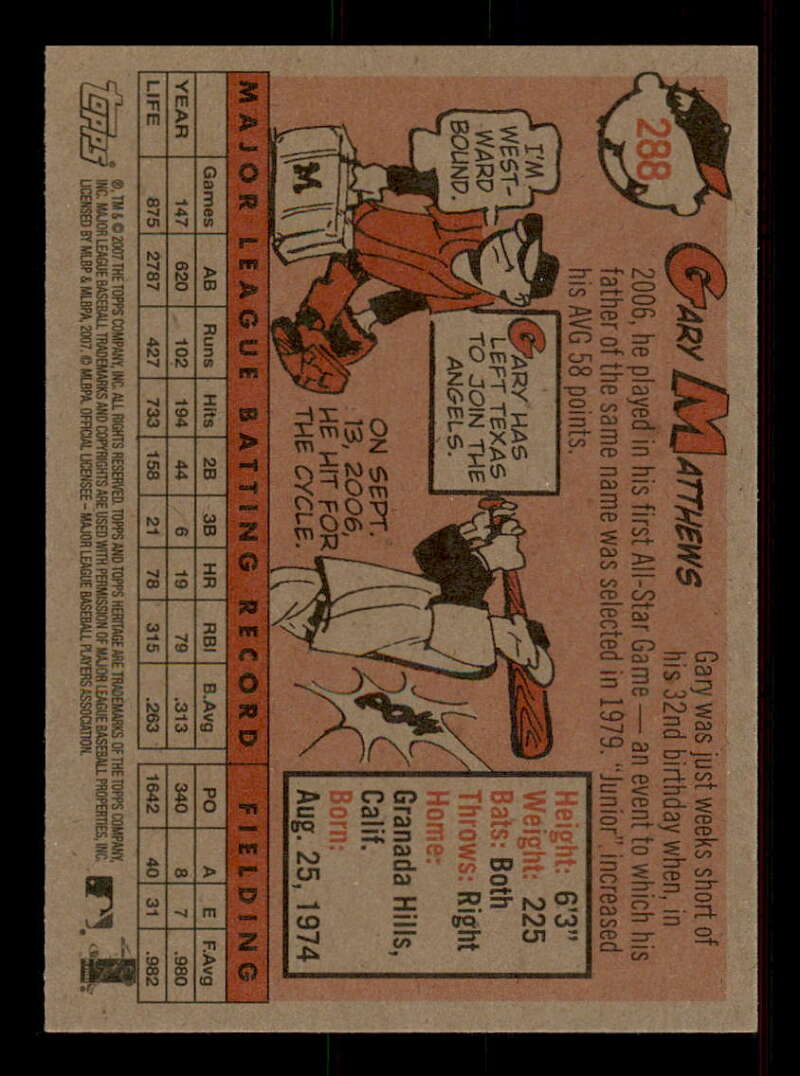 288
GARY MATTHEWS
Gary was just weeks short of
his 32nd birthday when, in
2006, he played in his first All-Star Game — an event to which his
father of the same name was selected in 1979. "Junior" increased
his AVG 58 points.
I'M
WEST-
WARD
BOUND.
M
GARY HAS
LEFT TEXAS
TO JOIN THE
ANGELS.
ON SEPT.
13, 2006,
HE HIT FOR
THE CYCLE.
POW
Height: 6'3"
Weight: 225
Bats: Both
Throws: Right
Home:
Granada Hills,
Calif.
Born:
Aug. 25, 1974
MAJOR LEAGUE BATTING RECORD FIELDING
Games AB Runs Hits 2B 3B HR RBI B.Avg PO A E F.Avg
YEAR 147 620 102 194 44 6 19 79 .313 340 8 7 .980
LIFE 875 2787 427 733 158 21 78 315 .263 1642 40 31 .982
TOPPS
®, TM & © 2007 THE TOPPS COMPANY, INC. ALL RIGHTS RESERVED. TOPPS AND TOPPS HERITAGE ARE TRADEMARKS OF THE TOPPS COMPANY,
INC. MAJOR LEAGUE BASEBALL TRADEMARKS AND COPYRIGHTS ARE USED WITH PERMISSION OF MAJOR LEAGUE BASEBALL PROPERTIES, INC.
LICENSED BY MLBP & MLBPA, 2007. © MLBPA. OFFICIAL LICENSEE – MAJOR LEAGUE BASEBALL PLAYERS ASSOCIATION.